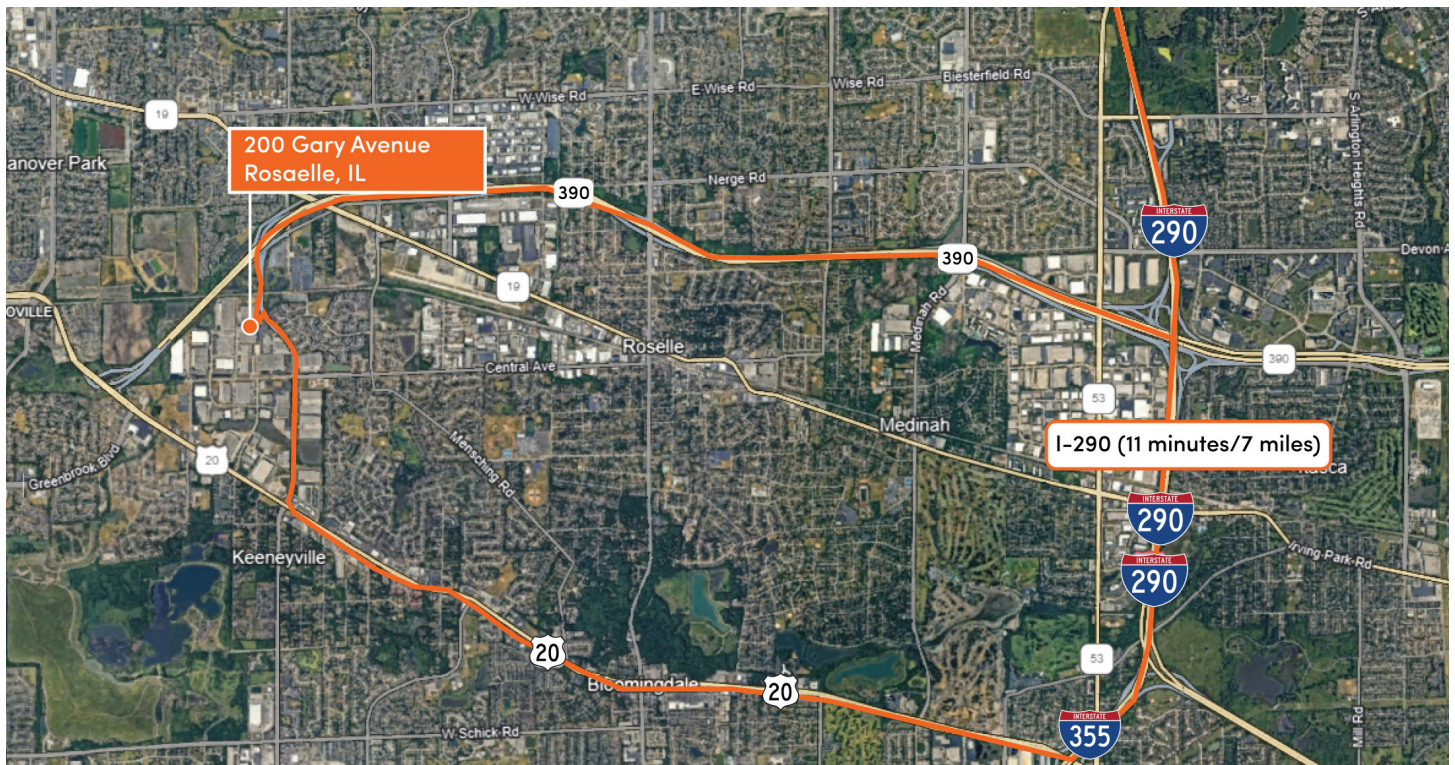 S Arlington
Biesterfield Rd
W Wise Rd
E Wise Rd
Wise Rd
19
S Arlington Heights Rd
200 Gary Avenue
Rosaelle, IL
anover Park
Nerge Rd
390
INTERSTATE
290
Devon A
390
19
OVILLE
Medinah Rd
Roselle
390
Central Ave
53
Medinah
I-290 (11 minutes/7 miles)
Mensching Rd
20
Greenbrook Blvd
INTERSTATE
290
Keeneyville
Irving Park Rd
INTERSTATE
290
20
53
Bloomingdale
20
INTERSTATE
355
W Schick Rd
Mill Rd